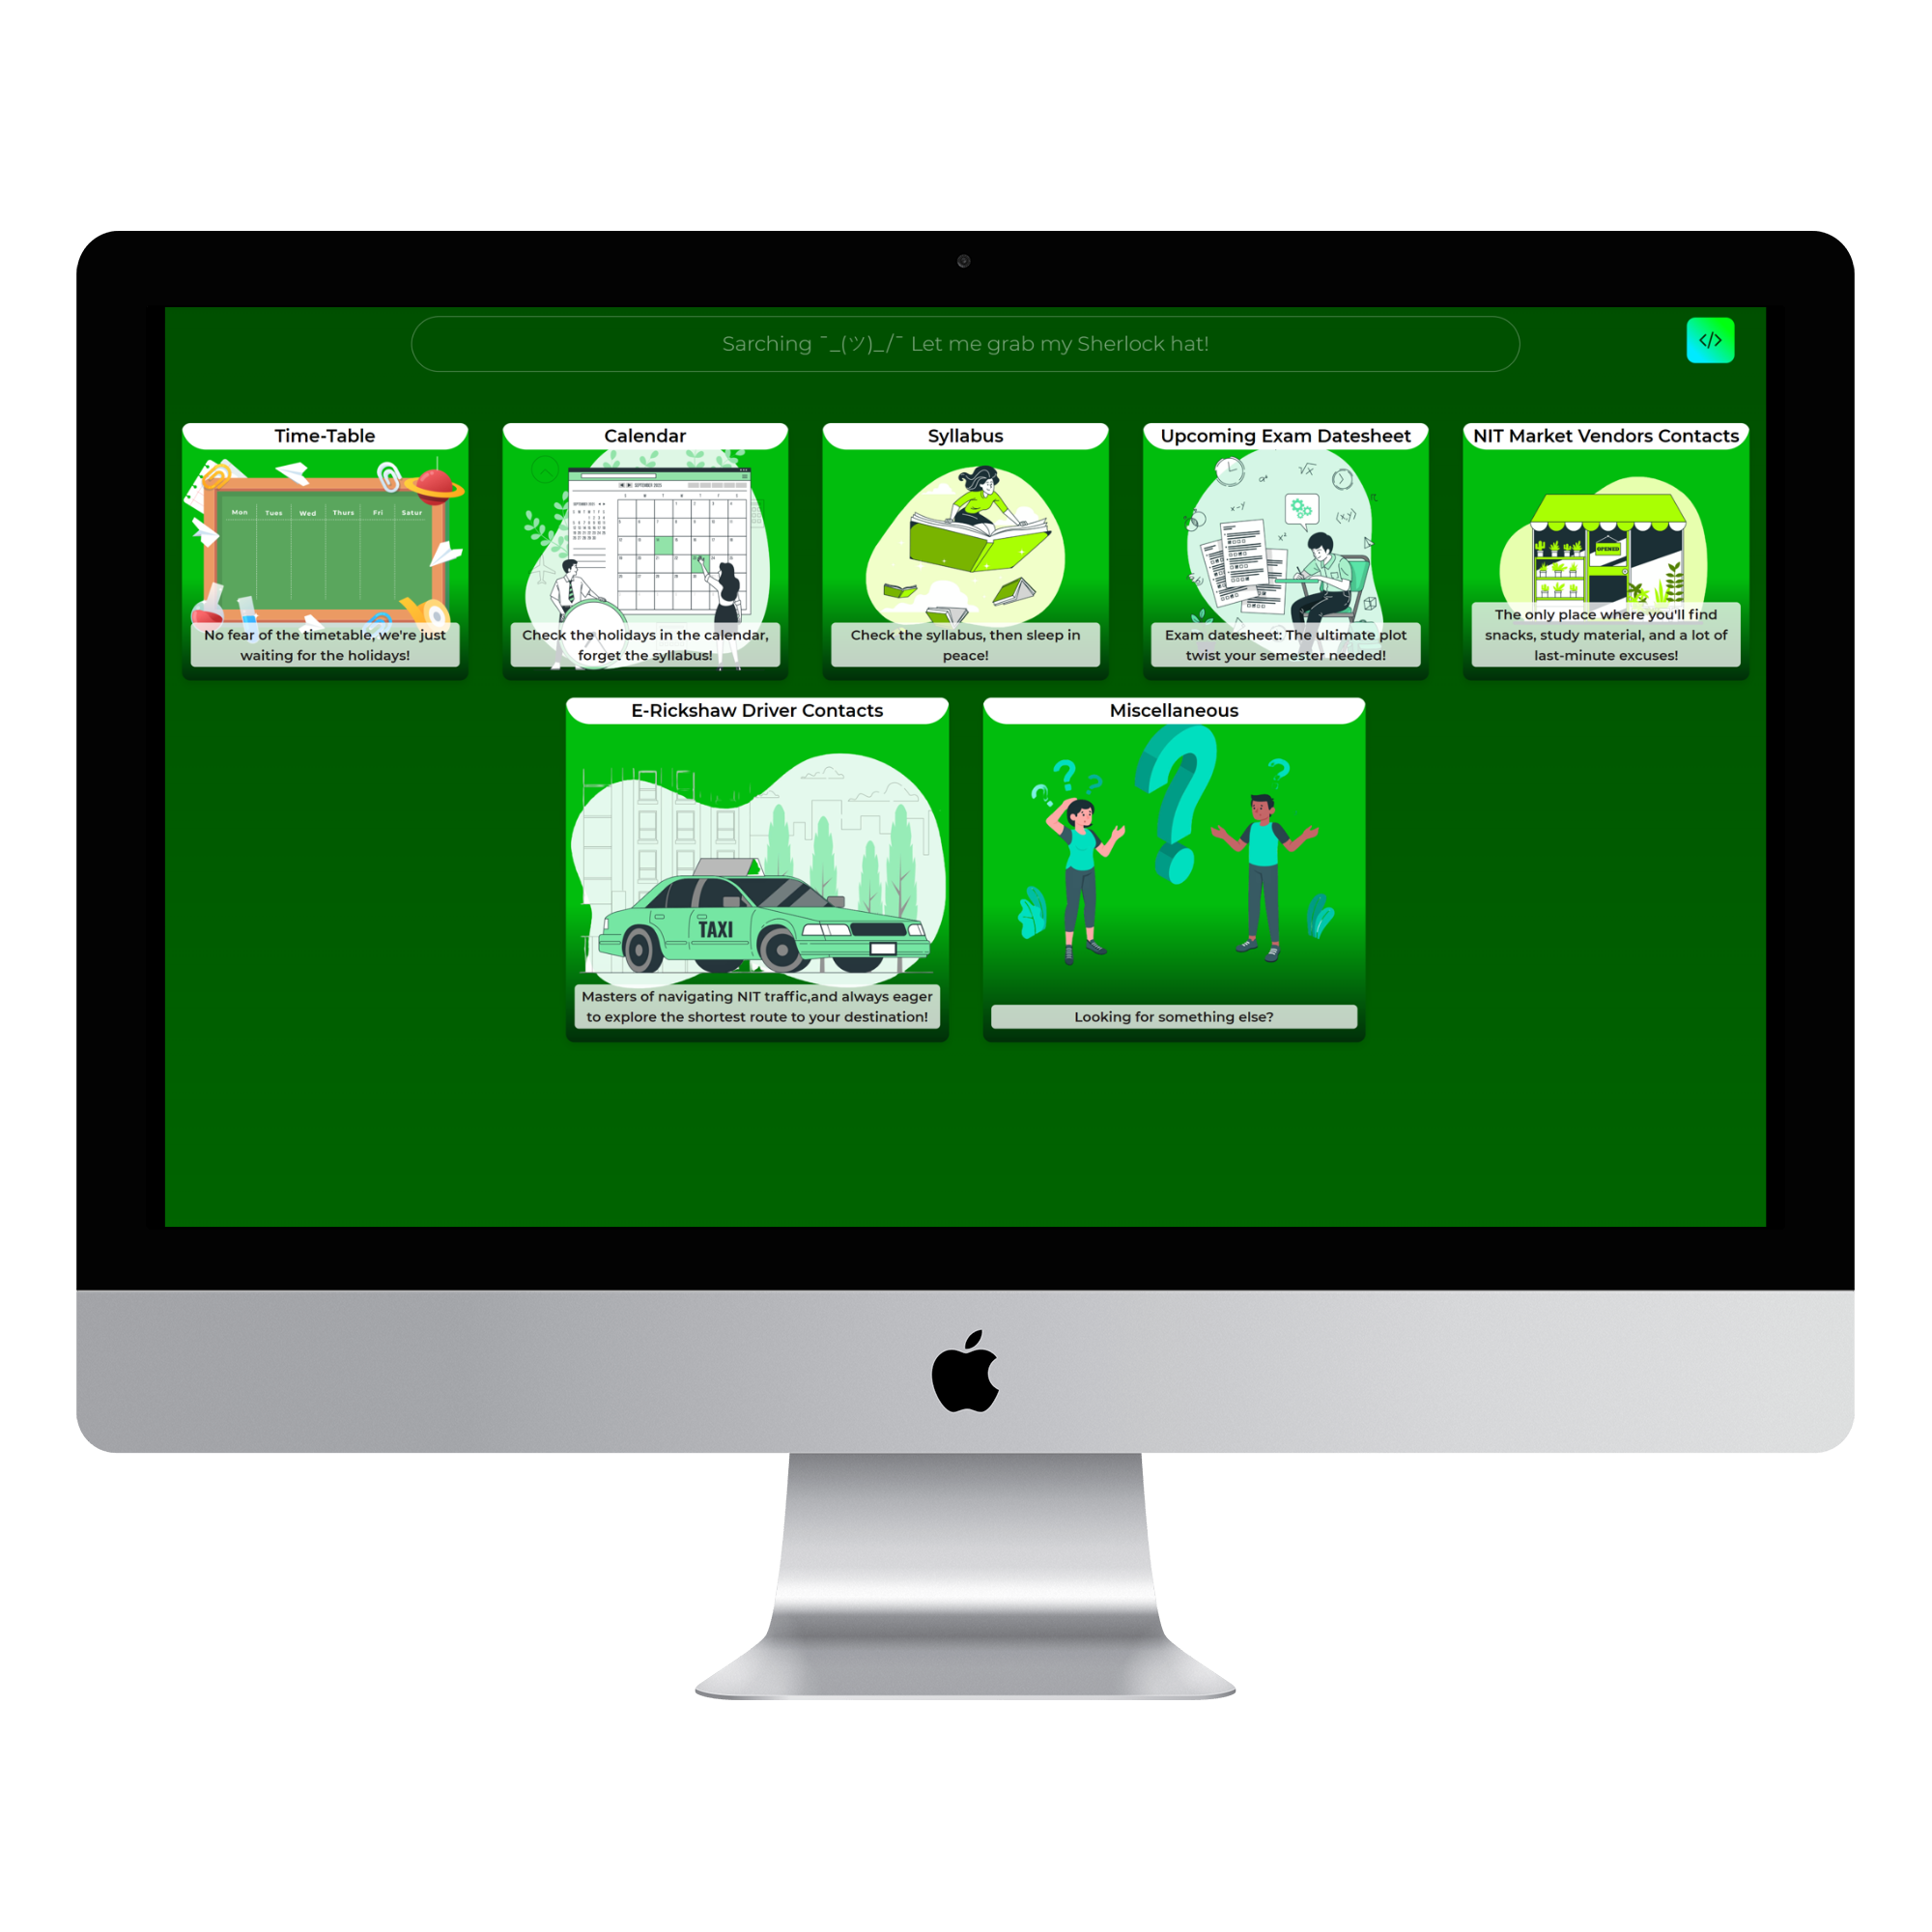 Sarching ¯_(ツ)_/¯ Let me grab my Sherlock hat!
</>
Time-Table
Mon Tues Wed Thurs Fri Satur
No fear of the timetable, we're just
waiting for the holidays!
Calendar
SEPTEMBER
Check the holidays in the calendar,
forget the syllabus!
Syllabus
Check the syllabus, then sleep in
peace!
Upcoming Exam Datesheet
√x
x-y
(x,y)
x²
Exam datesheet: The ultimate plot
twist your semester needed!
NIT Market Vendors Contacts
OPENED
The only place where you'll find
snacks, study material, and a lot of
last-minute excuses!
E-Rickshaw Driver Contacts
TAXI
Masters of navigating NIT traffic,and always eager
to explore the shortest route to your destination!
Miscellaneous
? ? ? ? ?
Looking for something else?